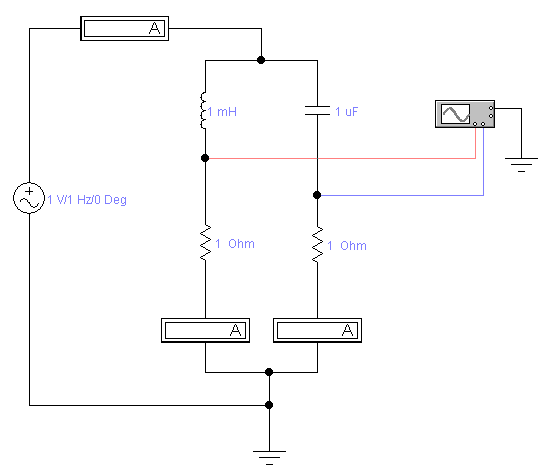 A
1 mH
1 uF
1 V/1 Hz/0 Deg
1 Ohm
1 Ohm
A
A